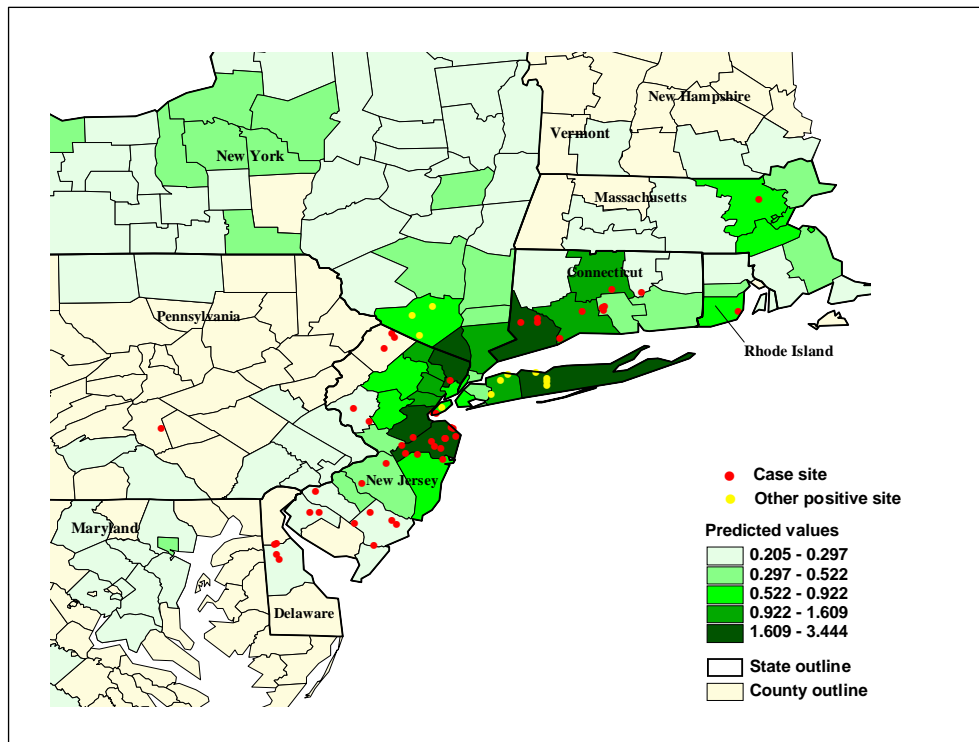 New Hampshire
Vermont
New York
Massachusetts
Connecticut
Pennsylvania
Rhode Island
New Jersey
Maryland
Delaware
Case site
Other positive site
Predicted values
0.205 - 0.297
0.297 - 0.522
0.522 - 0.922
0.922 - 1.609
1.609 - 3.444
State outline
County outline